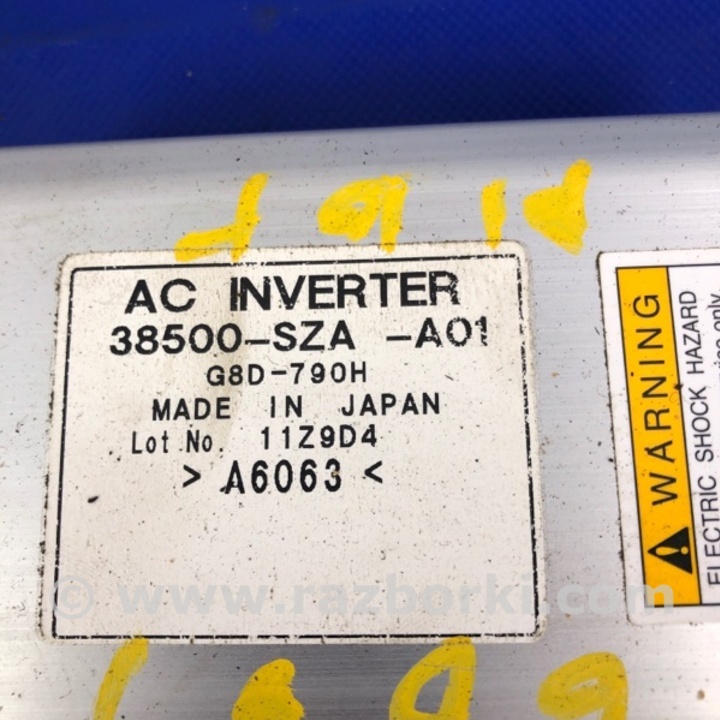 AC INVERTER
38500-SZA -A01
G8D-790H
MADE IN JAPAN
Lot No. 11Z9D4
> A6063 <
WARNING
ELECTRIC SHOCK HAZARD
only
© www.razborki.com